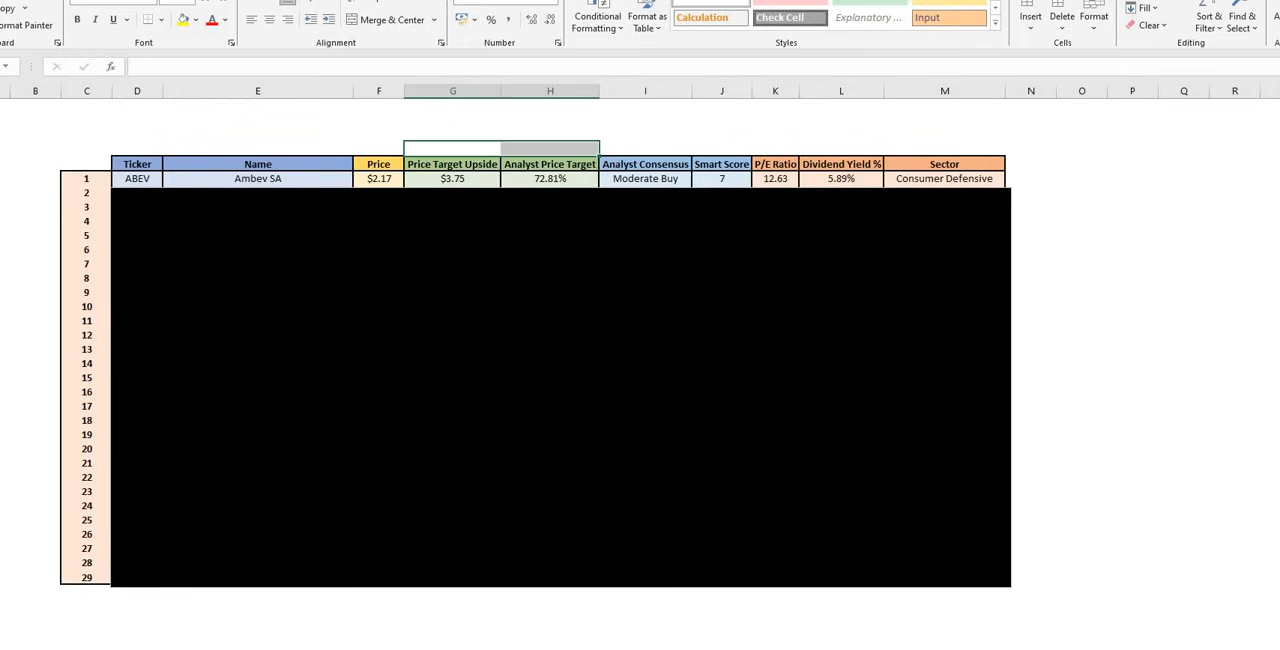 opy
ormat Painter
ard
B I U
A
Font
Merge & Center
Alignment
% ,
Number
Conditional Formatting
Format as Table
Calculation
Check Cell
Explanatory ...
Input
Styles
Insert
Delete
Format
Cells
Fill
Clear
Sort & Filter
Find & Select
Editing
fx
B C D E F G H I J K L M N O P Q R
Ticker Name Price Price Target Upside Analyst Price Target Analyst Consensus Smart Score P/E Ratio Dividend Yield % Sector
1 ABEV Ambev SA $2.17 $3.75 72.81% Moderate Buy 7 12.63 5.89% Consumer Defensive
2
3
4
5
6
7
8
9
10
11
12
13
14
15
16
17
18
19
20
21
22
23
24
25
26
27
28
29